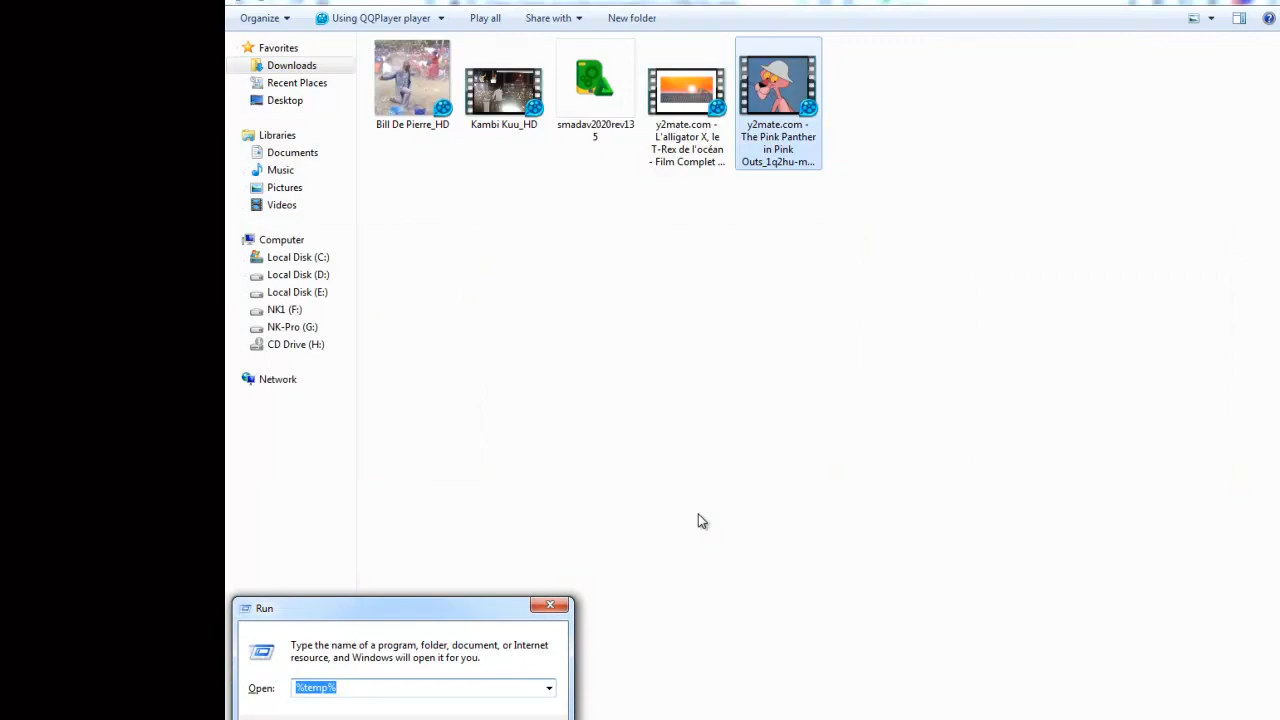 Organize
Using QQPlayer player
Play all
Share with
New folder
Favorites
Downloads
Recent Places
Desktop
Libraries
Documents
Music
Pictures
Videos
Computer
Local Disk (C:)
Local Disk (D:)
Local Disk (E:)
NK1 (F:)
NK-Pro (G:)
CD Drive (H:)
Network
Bill De Pierre_HD
Kambi Kuu_HD
smadav2020rev13
5
y2mate.com -
L'alligator X, le
T-Rex de l'océan
- Film Complet ...
y2mate.com -
The Pink Panther
in Pink
Outs_1q2hu-m...
Run
Type the name of a program, folder, document, or Internet
resource, and Windows will open it for you.
Open: %temp%